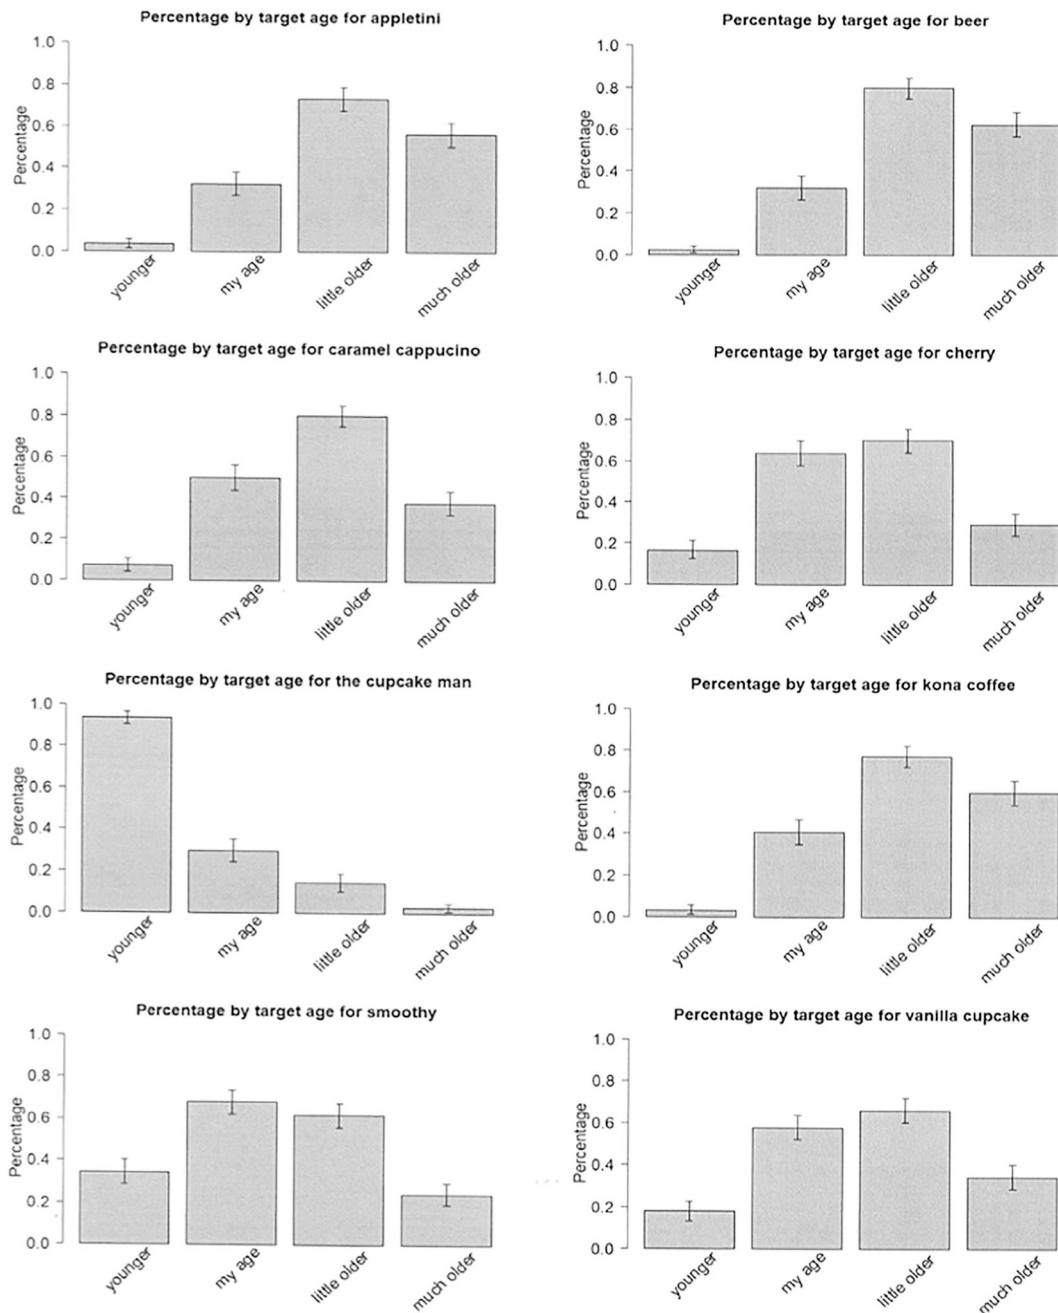 Percentage by target age for appletini
Percentage
1.0
0.8
0.6
0.4
0.2
0.0
younger
my age
little older
much older
Percentage by target age for beer
Percentage
1.0
0.8
0.6
0.4
0.2
0.0
younger
my age
little older
much older
Percentage by target age for caramel cappucino
Percentage
1.0
0.8
0.6
0.4
0.2
0.0
younger
my age
little older
much older
Percentage by target age for cherry
Percentage
1.0
0.8
0.6
0.4
0.2
0.0
younger
my age
little older
much older
Percentage by target age for the cupcake man
Percentage
1.0
0.8
0.6
0.4
0.2
0.0
younger
my age
little older
much older
Percentage by target age for kona coffee
Percentage
1.0
0.8
0.6
0.4
0.2
0.0
younger
my age
little older
much older
Percentage by target age for smoothy
Percentage
1.0
0.8
0.6
0.4
0.2
0.0
younger
my age
little older
much older
Percentage by target age for vanilla cupcake
Percentage
1.0
0.8
0.6
0.4
0.2
0.0
younger
my age
little older
much older